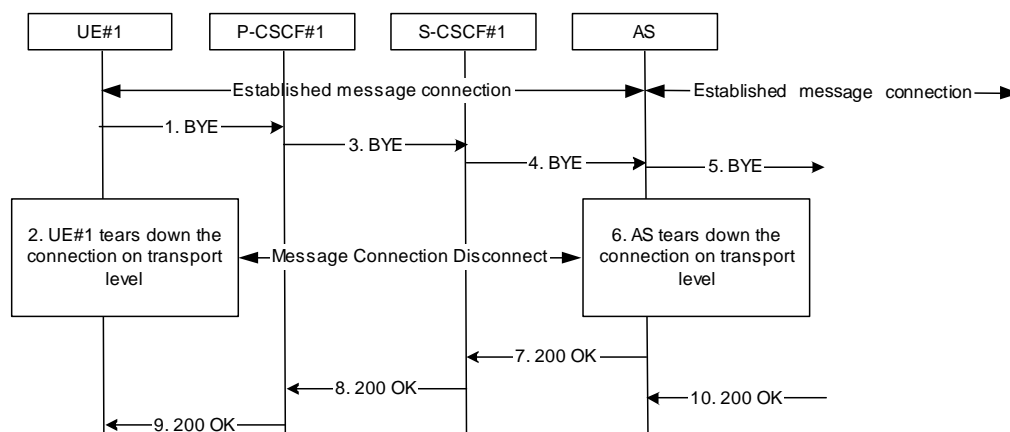 UE#1
P-CSCF#1
S-CSCF#1
AS
Established message connection
Established message connection
1. BYE
3. BYE
4. BYE
5. BYE
2. UE#1 tears down the
connection on transport
level
Message Connection Disconnect
6. AS tears down the
connection on transport
level
7. 200 OK
8. 200 OK
10. 200 OK
9. 200 OK